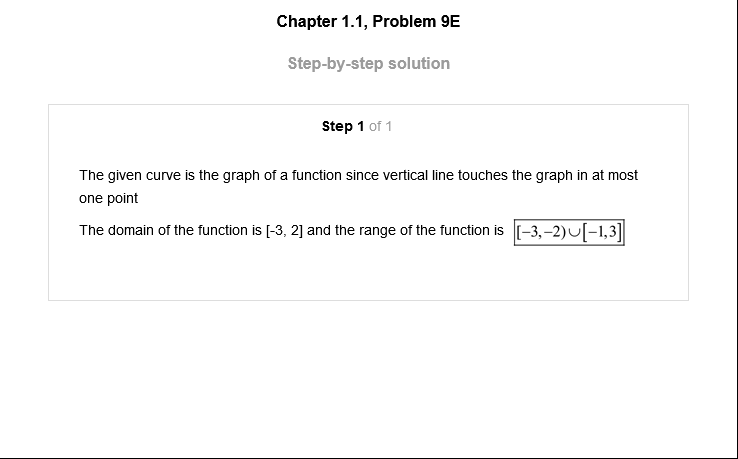 Chapter 1.1, Problem 9E
Step-by-step solution
Step 1 of 1
The given curve is the graph of a function since vertical line touches the graph in at most
one point
The domain of the function is [-3, 2] and the range of the function is [−3,−2)∪[−1,3]